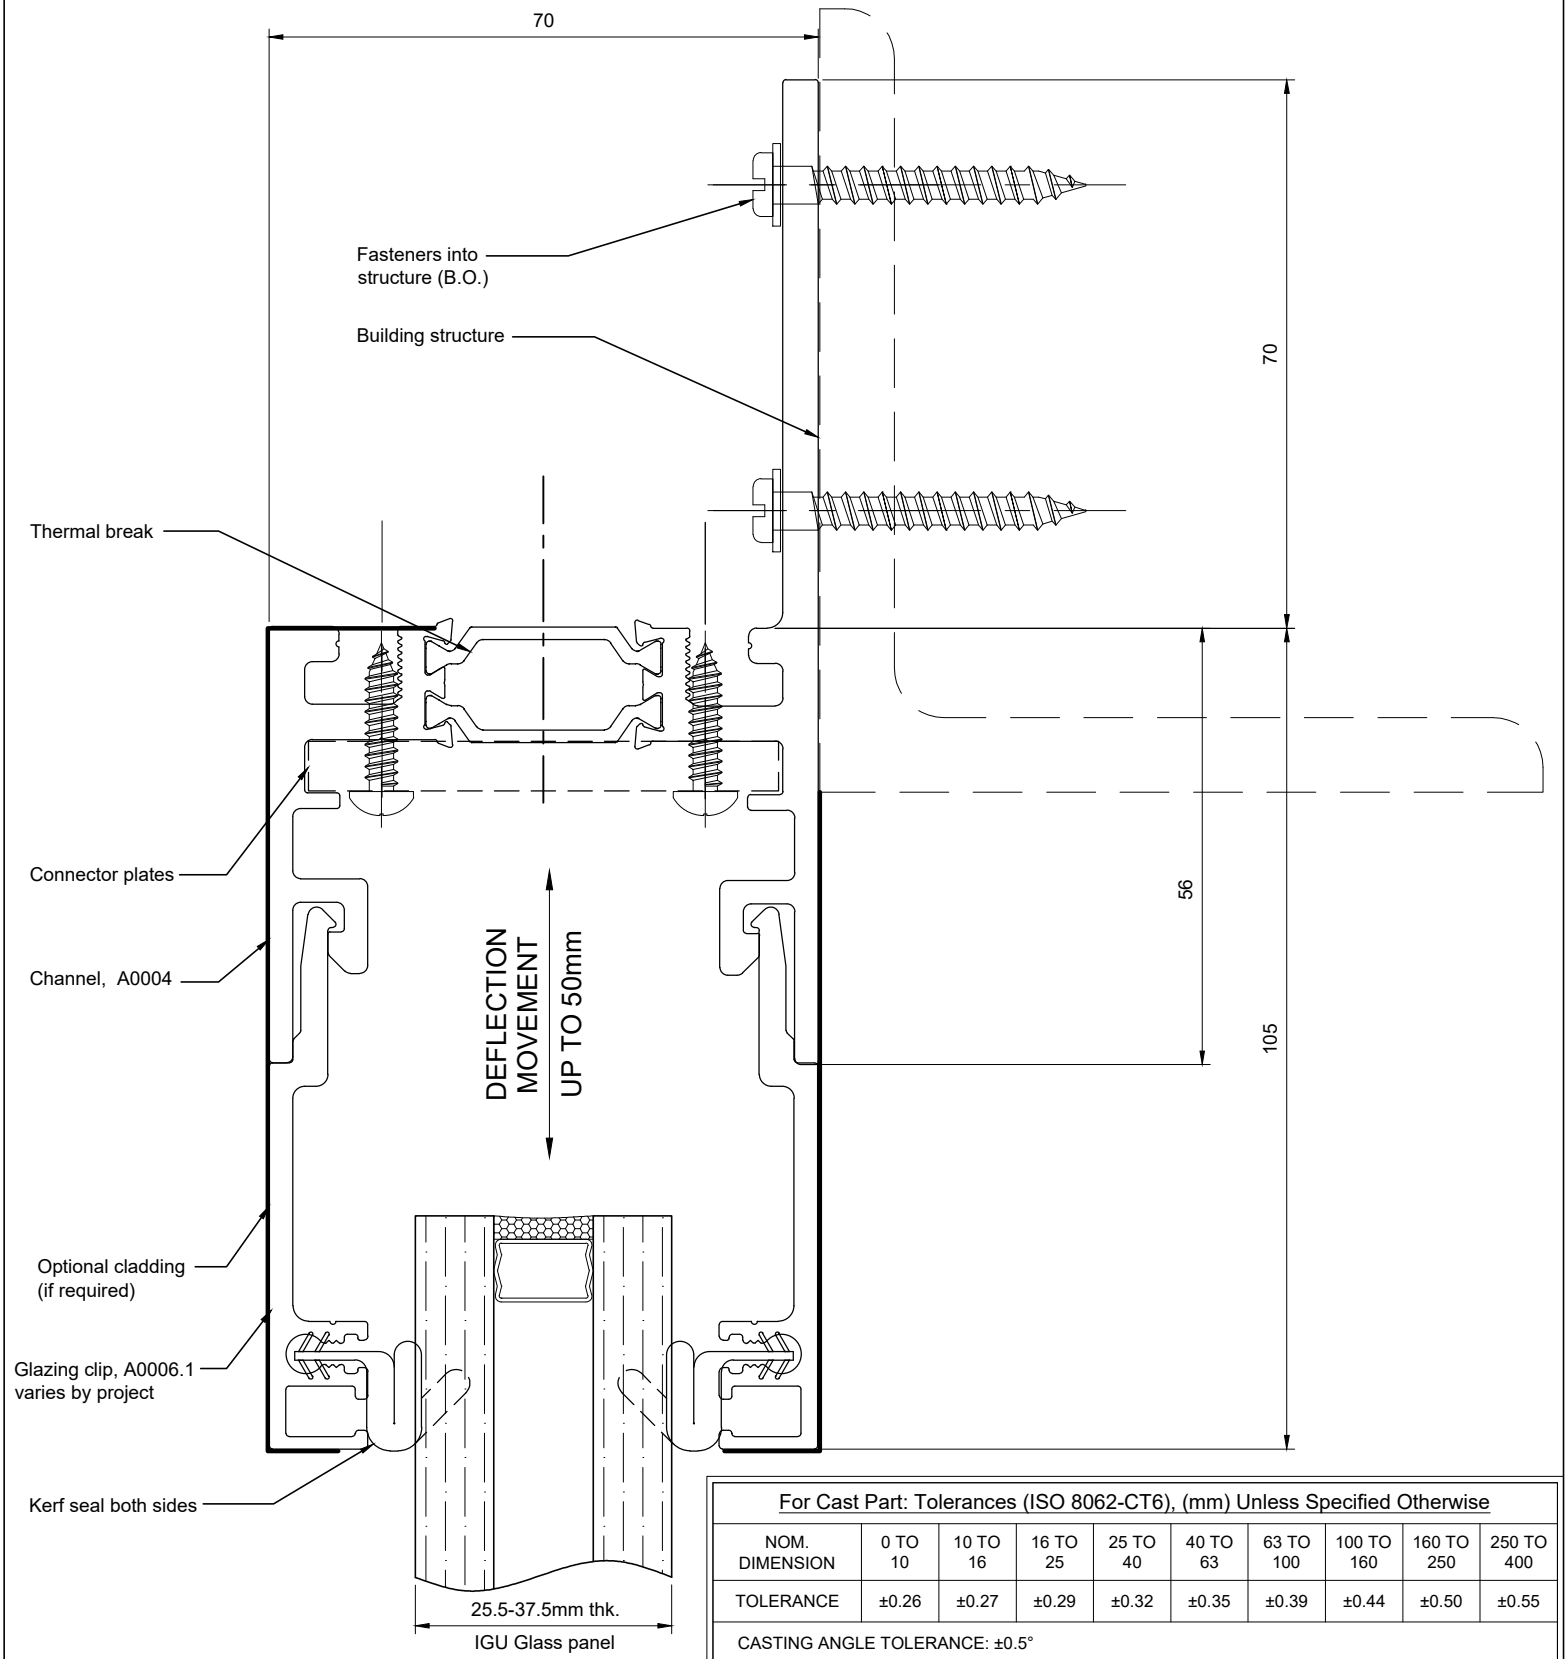 70
Fasteners into
structure (B.O.)
Building structure
70
Thermal break
Connector plates
56
Channel, A0004
DEFLECTION
MOVEMENT
UP TO 50mm
105
Optional cladding
(if required)
Glazing clip, A0006.1
varies by project
Kerf seal both sides
25.5-37.5mm thk.
IGU Glass panel
For Cast Part: Tolerances (ISO 8062-CT6), (mm) Unless Specified Otherwise
NOM. DIMENSION 0 TO 10 10 TO 16 16 TO 25 25 TO 40 40 TO 63 63 TO 100 100 TO 160 160 TO 250 250 TO 400
TOLERANCE ±0.26 ±0.27 ±0.29 ±0.32 ±0.35 ±0.39 ±0.44 ±0.50 ±0.55
CASTING ANGLE TOLERANCE: ±0.5°